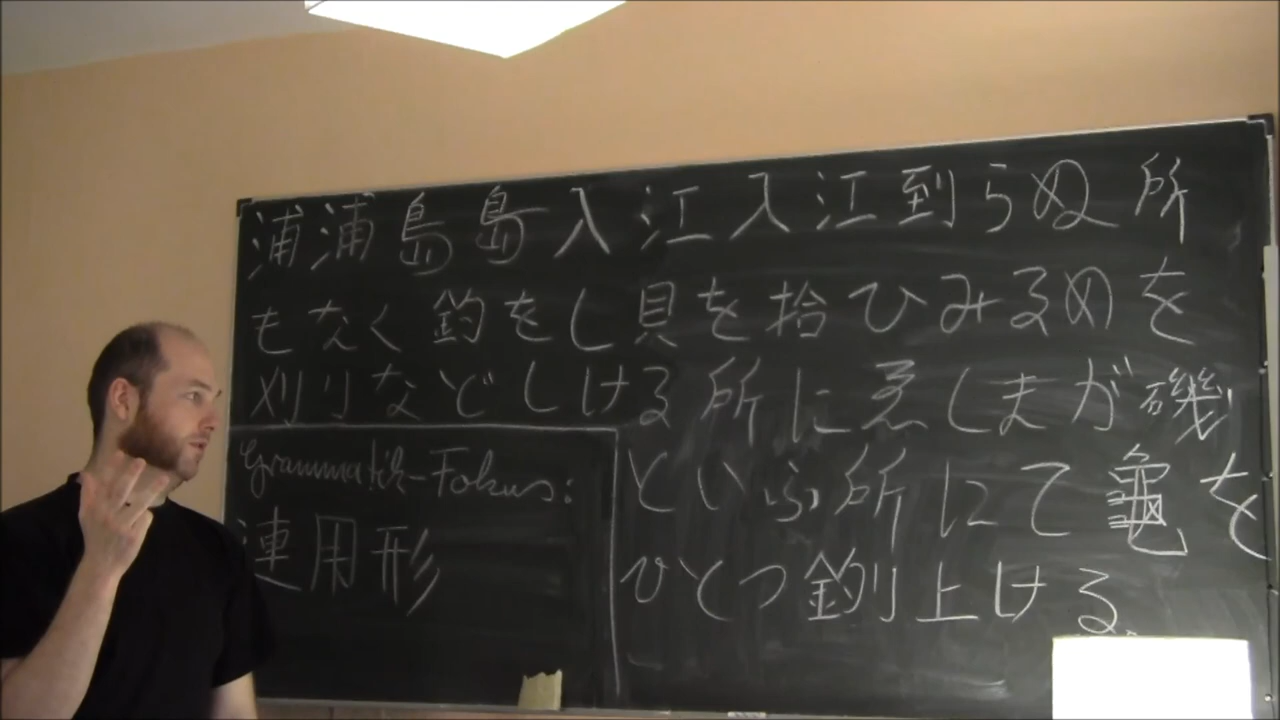 浦浦島島入江入江到らぬ所
もなく釣をし貝を拾ひみるめを
刈りなどしける所にゑしまが磯
といふ所にて亀を
ひとつ釣上ける
Grammatik-Fokus:
連用形